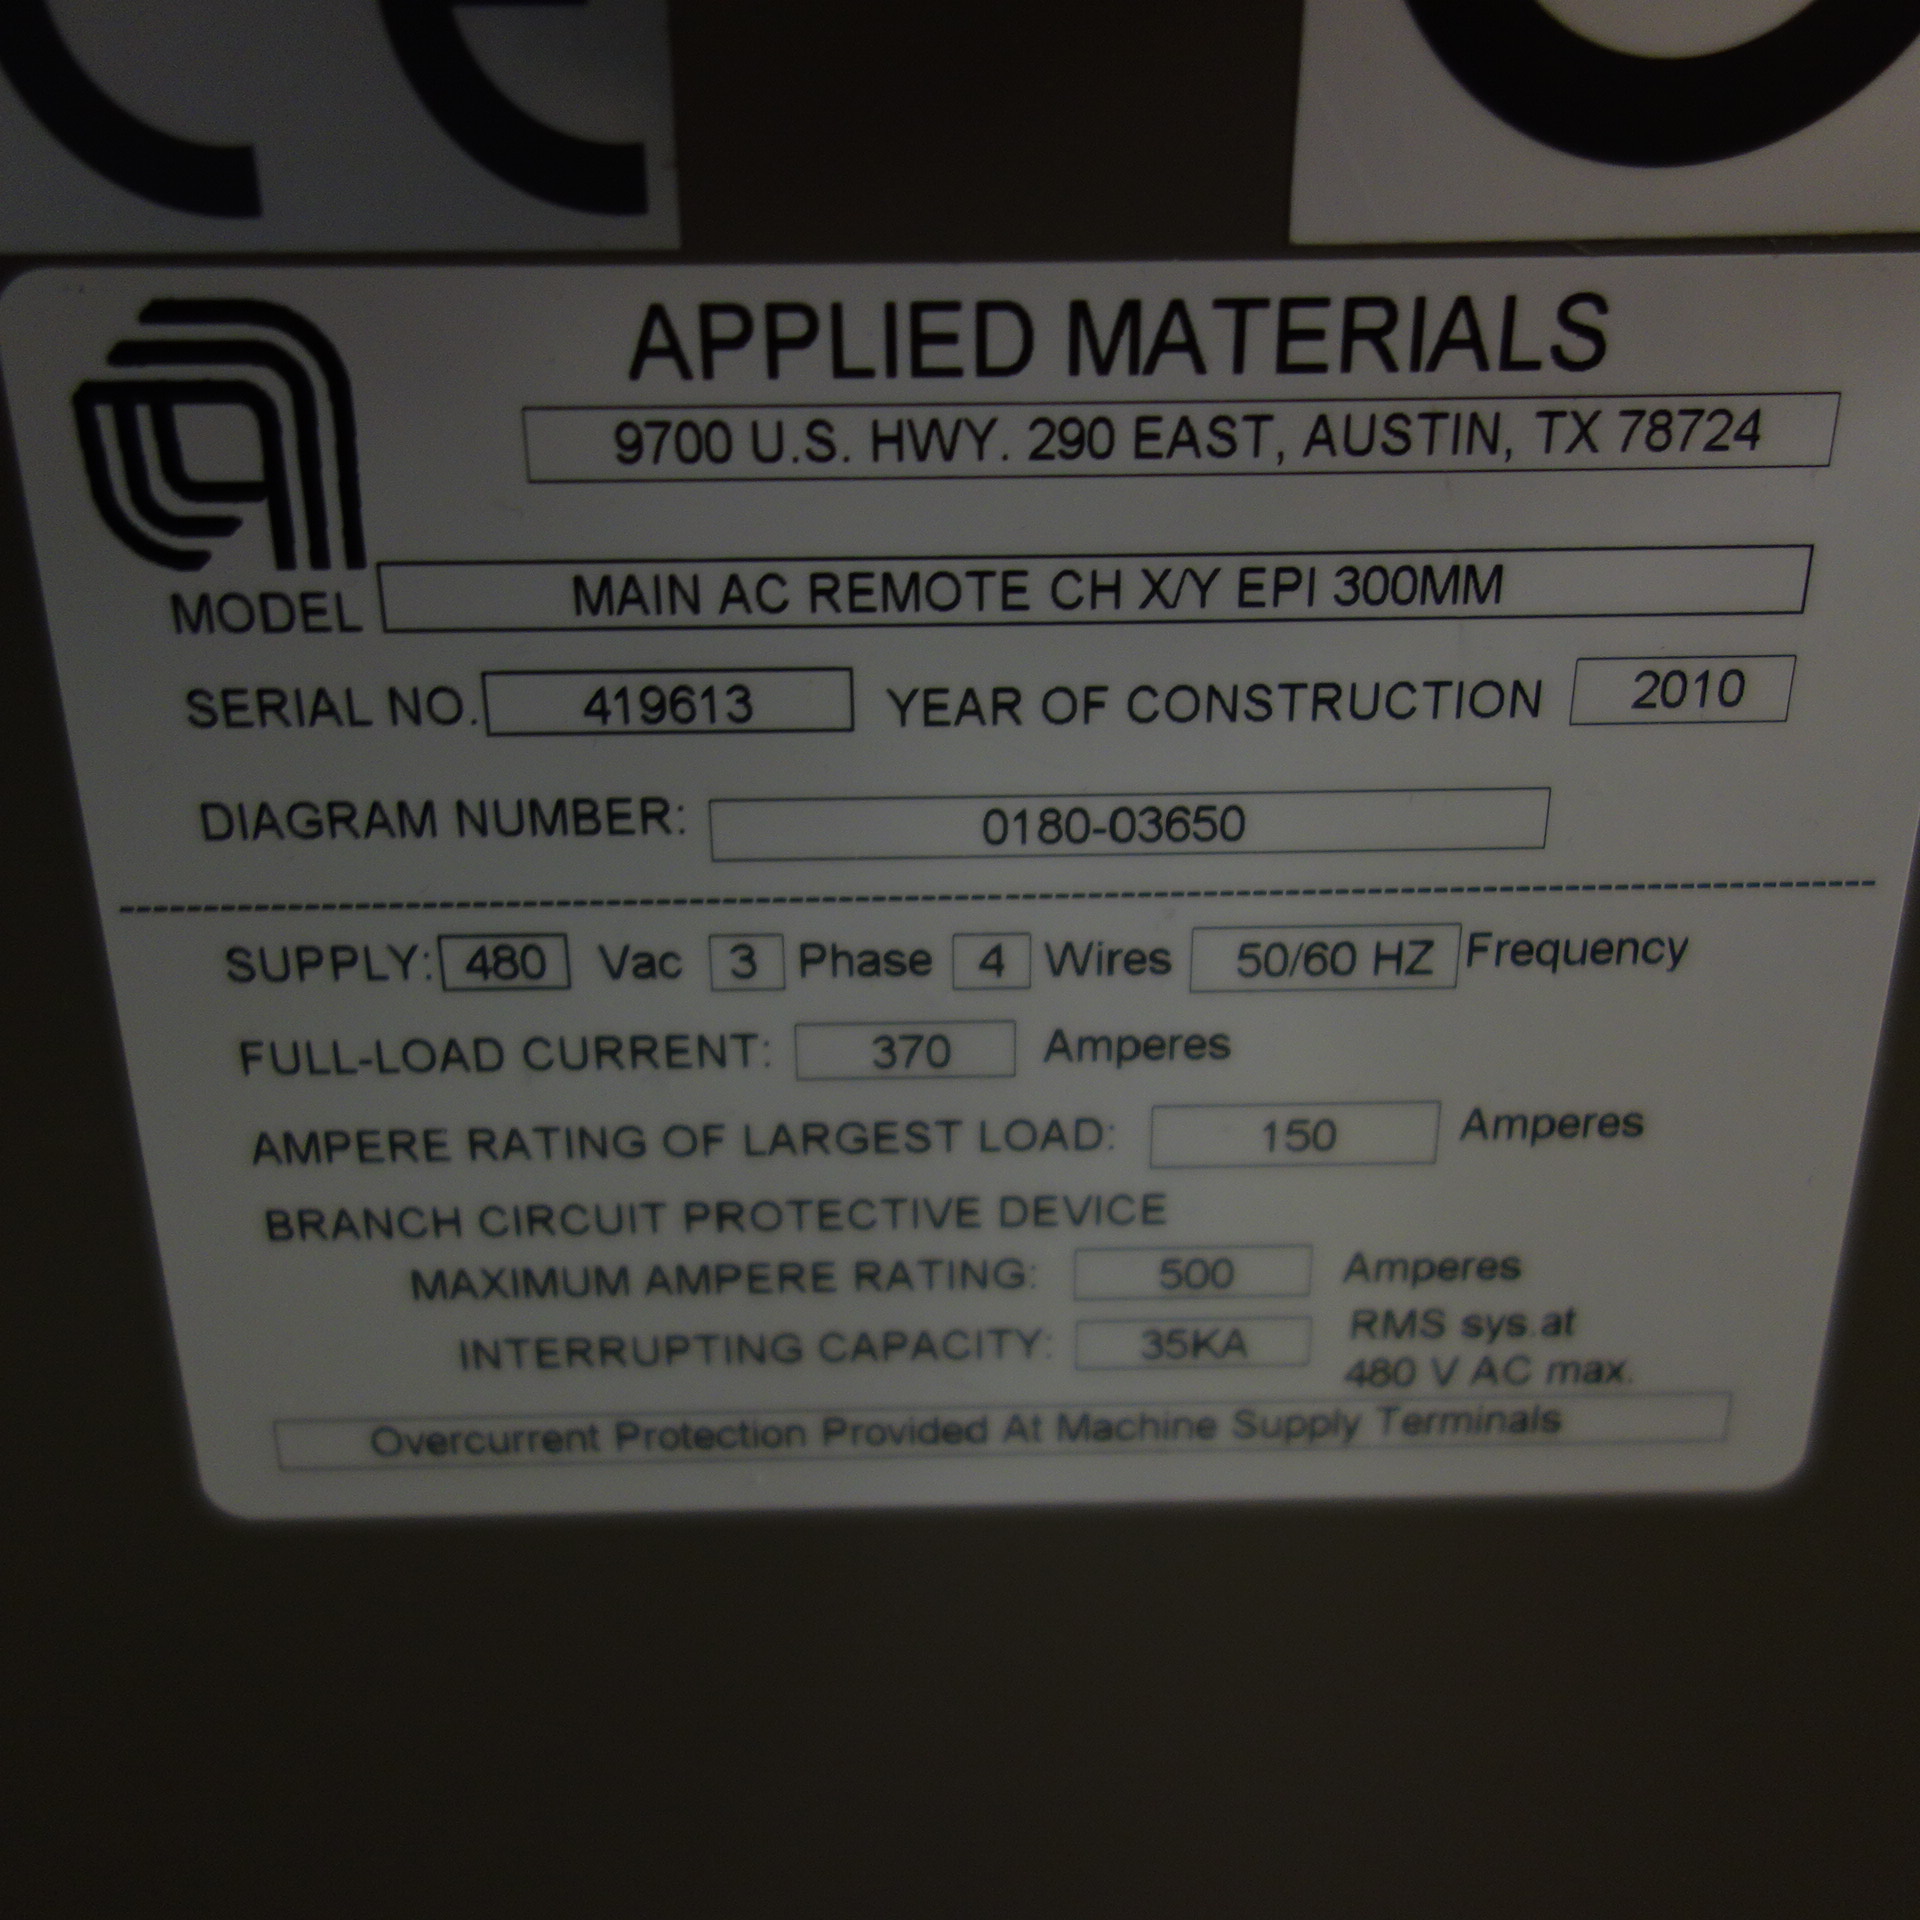 CE
APPLIED MATERIALS
9700 U.S. HWY. 290 EAST, AUSTIN, TX 78724
MODEL MAIN AC REMOTE CH X/Y EPI 300MM
SERIAL NO. 419613 YEAR OF CONSTRUCTION 2010
DIAGRAM NUMBER: 0180-03650
SUPPLY: 480 Vac 3 Phase 4 Wires 50/60 HZ Frequency
FULL-LOAD CURRENT: 370 Amperes
AMPERE RATING OF LARGEST LOAD: 150 Amperes
BRANCH CIRCUIT PROTECTIVE DEVICE
MAXIMUM AMPERE RATING: 500 Amperes
INTERRUPTING CAPACITY: 35KA RMS sys.at
480 V AC max.
Overcurrent Protection Provided At Machine Supply Terminals